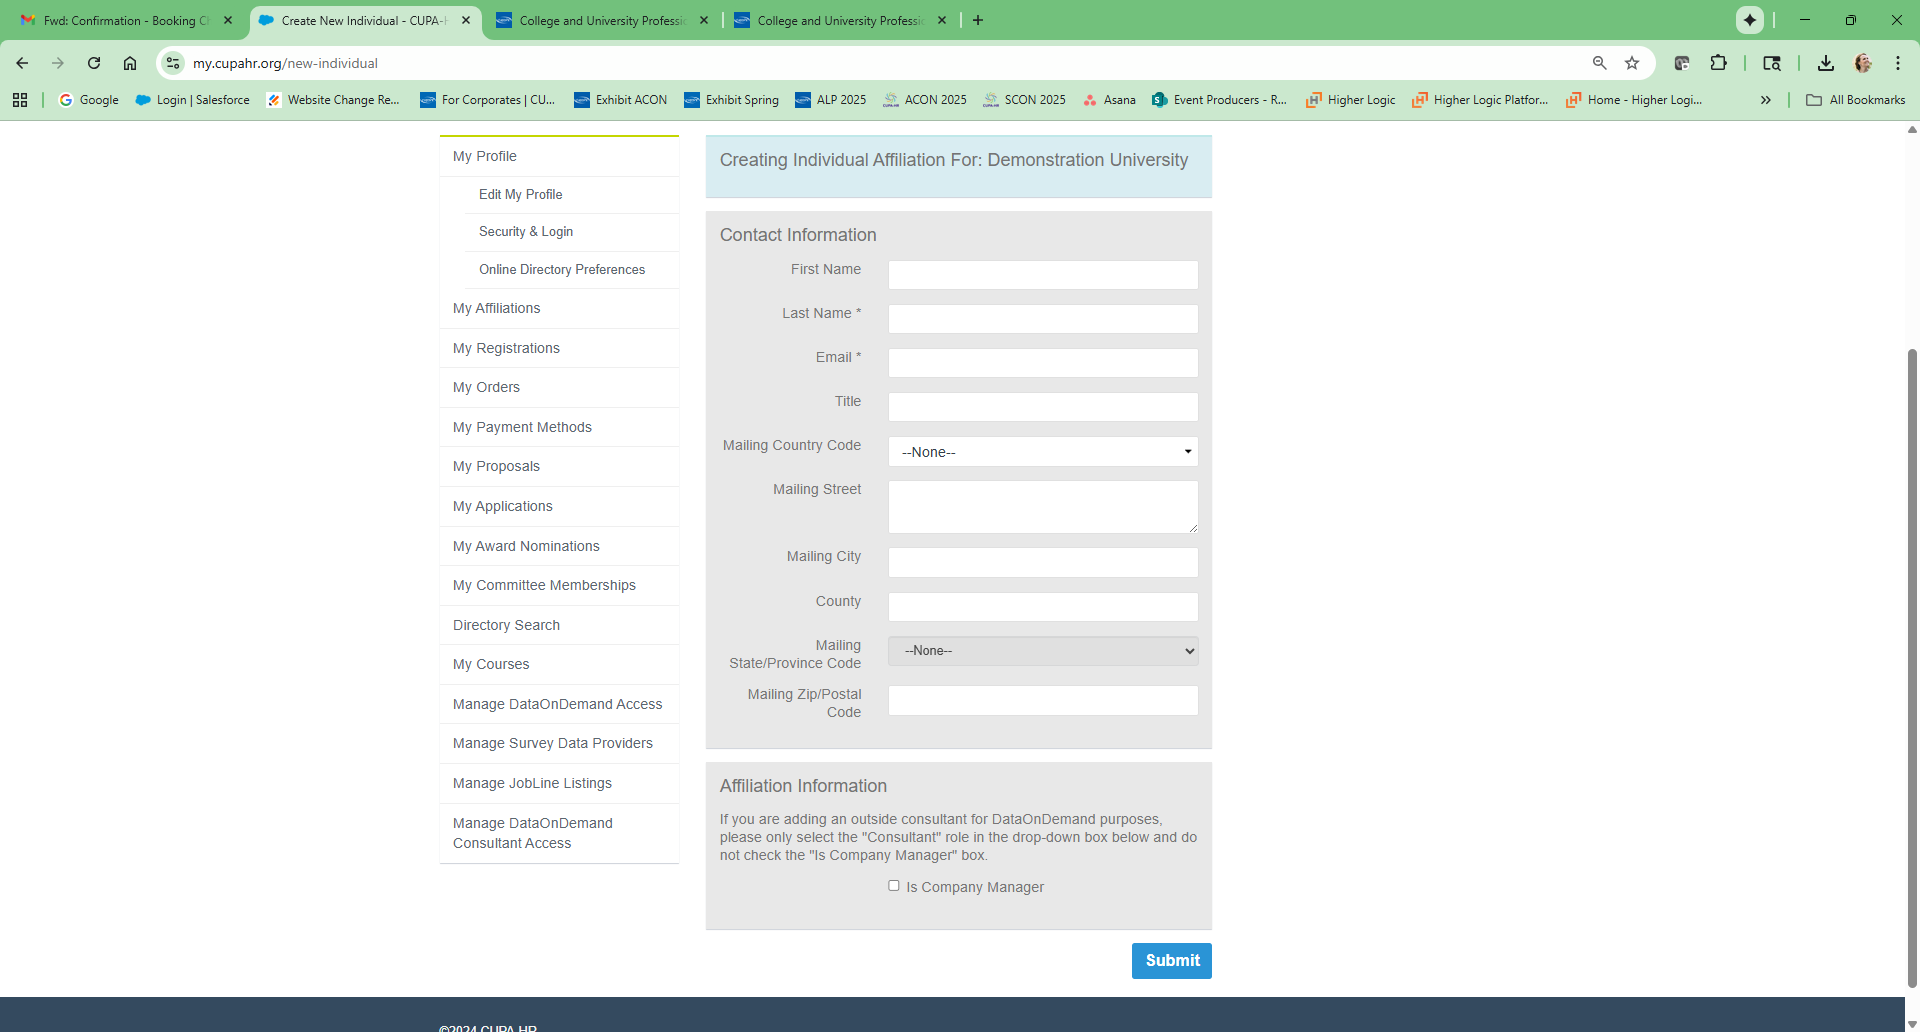 Fwd: Confirmation - Booking C
Create New Individual - CUPA-H
College and University Professi
College and University Professi
my.cupahr.org/new-individual
Google
Login | Salesforce
Website Change Re...
For Corporates | CU...
Exhibit ACON
Exhibit Spring
ALP 2025
ACON 2025
SCON 2025
Asana
Event Producers - R...
Higher Logic
Higher Logic Platfor...
Home - Higher Logi...
All Bookmarks
My Profile
Edit My Profile
Security & Login
Online Directory Preferences
My Affiliations
My Registrations
My Orders
My Payment Methods
My Proposals
My Applications
My Award Nominations
My Committee Memberships
Directory Search
My Courses
Manage DataOnDemand Access
Manage Survey Data Providers
Manage JobLine Listings
Manage DataOnDemand
Consultant Access
Creating Individual Affiliation For: Demonstration University
Contact Information
First Name
Last Name *
Email *
Title
Mailing Country Code
--None--
Mailing Street
Mailing City
County
Mailing
State/Province Code
--None--
Mailing Zip/Postal
Code
Affiliation Information
If you are adding an outside consultant for DataOnDemand purposes,
please only select the "Consultant" role in the drop-down box below and do
not check the "Is Company Manager" box.
Is Company Manager
Submit
©2024 CUPA-HR